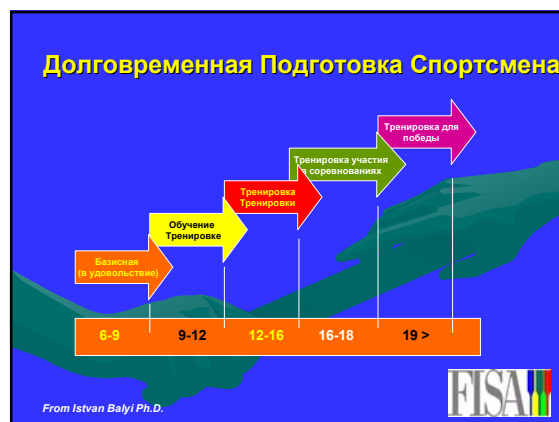 Долговременная Подготовка Спортсмена
Тренировка для
победы
Тренировка участия
в соревнованиях
Тренировка
Тренировки
Обучение
Тренировке
Базисная
(в удовольствие)
6-9 9-12 12-16 16-18 19 >
From Istvan Balyi Ph.D.
FISA